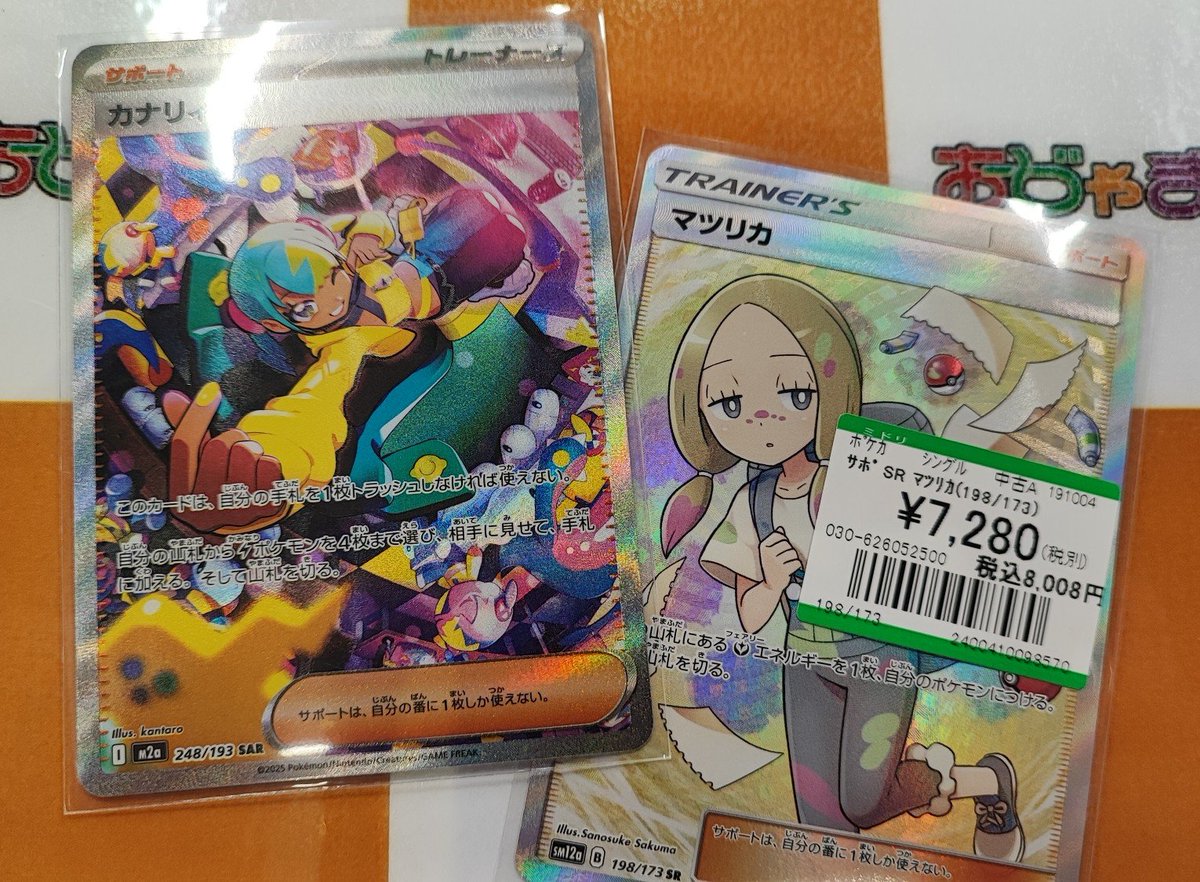 サポート
トレーナーズ
カナリィ
このカードは、自分の手札を1枚トラッシュしなければ使えない。
自分の山札からポケモンを4枚まで選び、相手に見せて、手札
に加える。そして山札を切る。
サポートは、自分の番に1枚しか使えない。
Illus. kantaro
I m2a 248/193 SAR
©2025 Pokémon/Nintendo/Creatures/GAME FREAK
おじゃま
TRAINER'S
マツリカ
ポート
ミドリ
ポケカ シングル 中古A 191004
サポ SR マツリカ(198/173)
¥7,280(税別)
030-626052500
税込8,008円
198/173
2400410098570
山札にあるエネルギーを1枚、自分のポケモンにつける。
山札を切る。
サポートは、自分の番に1枚しか使えない。
Illus.Sanosuke Sakuma
SM12a B 198/173 SR